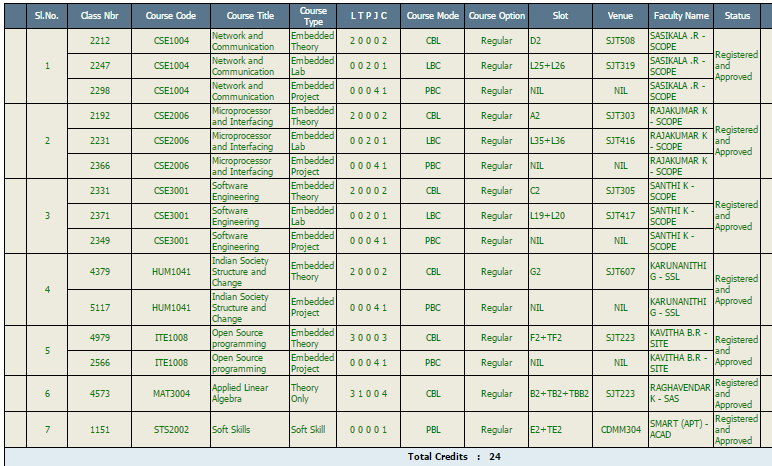 Sl.No. Class Nbr Course Code Course Title Course Type L T P J C Course Mode Course Option Slot Venue Faculty Name Status
1 2212 CSE1004 Network and Communication Embedded Theory 2 0 0 0 2 CBL Regular D2 SJT508 SASIKALA .R - SCOPE Registered and Approved
2247 CSE1004 Network and Communication Embedded Lab 0 0 2 0 1 LBC Regular L25+L26 SJT319 SASIKALA .R - SCOPE
2298 CSE1004 Network and Communication Embedded Project 0 0 0 4 1 PBC Regular NIL NIL SASIKALA .R - SCOPE
2 2192 CSE2006 Microprocessor and Interfacing Embedded Theory 2 0 0 0 2 CBL Regular A2 SJT303 RAJAKUMAR K - SCOPE Registered and Approved
2231 CSE2006 Microprocessor and Interfacing Embedded Lab 0 0 2 0 1 LBC Regular L35+L36 SJT416 RAJAKUMAR K - SCOPE
2366 CSE2006 Microprocessor and Interfacing Embedded Project 0 0 0 4 1 PBC Regular NIL NIL RAJAKUMAR K - SCOPE
3 2331 CSE3001 Software Engineering Embedded Theory 2 0 0 0 2 CBL Regular C2 SJT305 SANTHI K - SCOPE Registered and Approved
2371 CSE3001 Software Engineering Embedded Lab 0 0 2 0 1 LBC Regular L19+L20 SJT417 SANTHI K - SCOPE
2349 CSE3001 Software Engineering Embedded Project 0 0 0 4 1 PBC Regular NIL NIL SANTHI K - SCOPE
4 4379 HUM1041 Indian Society Structure and Change Embedded Theory 2 0 0 0 2 CBL Regular G2 SJT607 KARUNANITHI G - SSL Registered and Approved
5117 HUM1041 Indian Society Structure and Change Embedded Project 0 0 0 4 1 PBC Regular NIL NIL KARUNANITHI G - SSL
5 4979 ITE1008 Open Source programming Embedded Theory 3 0 0 0 3 CBL Regular F2+TF2 SJT223 KAVITHA B.R - SITE Registered and Approved
2566 ITE1008 Open Source programming Embedded Project 0 0 0 4 1 PBC Regular NIL NIL KAVITHA B.R - SITE
6 4573 MAT3004 Applied Linear Algebra Theory Only 3 1 0 0 4 CBL Regular B2+TB2+TBB2 SJT223 RAGHAVENDAR K - SAS Registered and Approved
7 1151 STS2002 Soft Skills Soft Skill 0 0 0 0 1 PBL Regular E2+TE2 CDMM304 SMART (APT) - ACAD Registered and Approved
Total Credits : 24